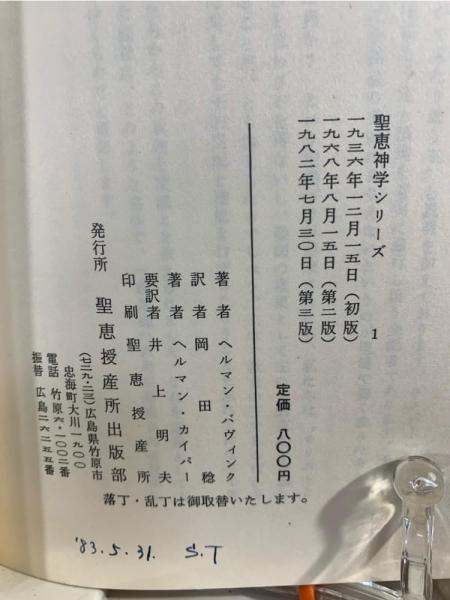 聖恵神学シリーズ 1
一九三六年一二月一五日（初版）
一九六八年八月一五日（第二版）
一九八二年七月三〇日（第三版）
定価 八〇〇円
著者 ヘルマン・バヴィンク
訳者 岡田稔
著者 ヘルマン・カイパー
要訳者 井上明夫
印刷 聖恵授産所
発行所 聖恵授産所出版部
（七二九‐二三）広島県竹原市
忠海町大川一九〇〇
電話 竹原六‐一〇〇二番
振替 広島二六二五五番
落丁・乱丁は御取替いたします。
'83.5.31. S.T